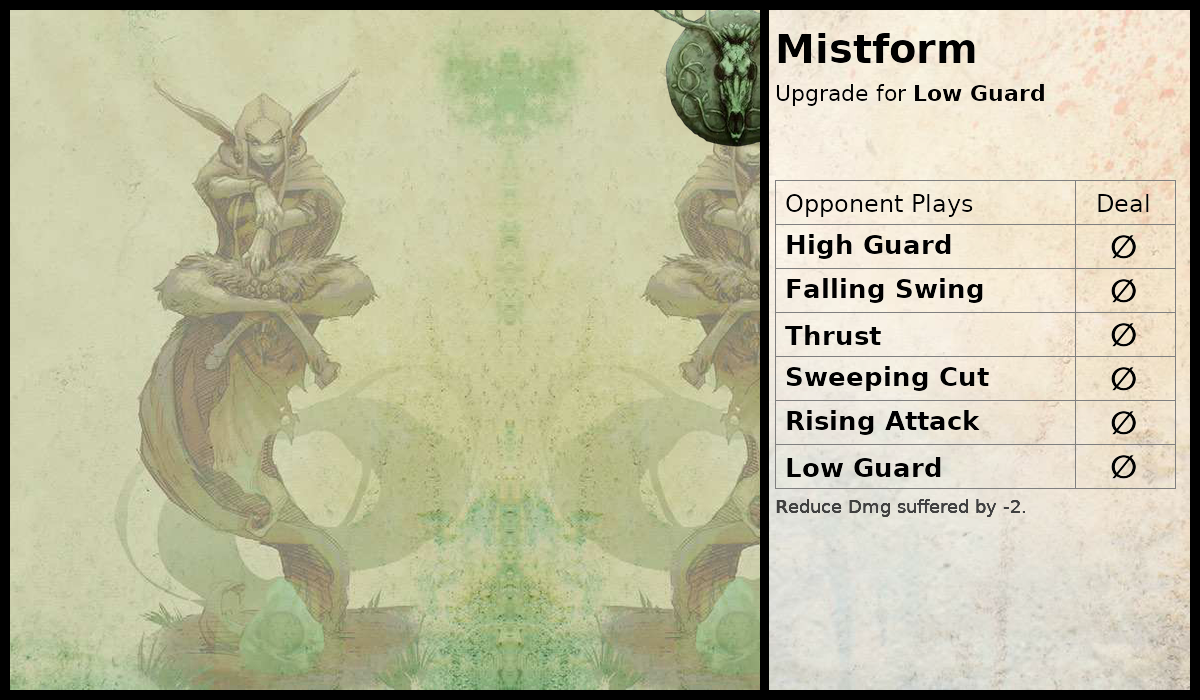 Mistform
Upgrade for Low Guard
Opponent Plays Deal
High Guard ∅
Falling Swing ∅
Thrust ∅
Sweeping Cut ∅
Rising Attack ∅
Low Guard ∅
Reduce Dmg suffered by -2.